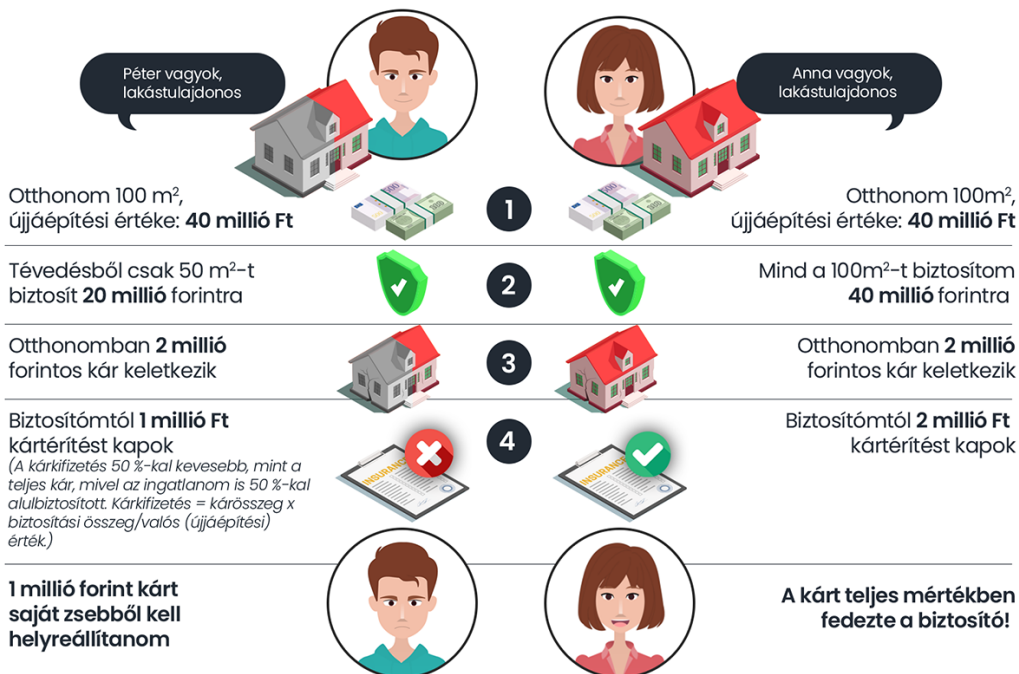 Péter vagyok,
lakástulajdonos
Anna vagyok,
lakástulajdonos
Otthonom 100 m²,
újjáépítési értéke: 40 millió Ft
1
Otthonom 100m²,
újjáépítési értéke: 40 millió Ft
Tévedésből csak 50 m²-t
biztosít 20 millió forintra
2
Mind a 100m²-t biztosítom
40 millió forintra
Otthonomban 2 millió
forintos kár keletkezik
3
Otthonomban 2 millió
forintos kár keletkezik
Biztosítómtól 1 millió Ft
kártérítést kapok
(A kárkifizetés 50 %-kal kevesebb, mint a
teljes kár, mivel az ingatlanom is 50 %-kal
alulbiztosított. Kárkifizetés = kárösszeg x
biztosítási összeg/valós (újjáépítési)
érték.)
INSURANCE
4
INSURANCE
Biztosítómtól 2 millió Ft
kártérítést kapok
1 millió forint kárt
saját zsebből kell
helyreállítanom
A kárt teljes mértékben
fedezte a biztosító!